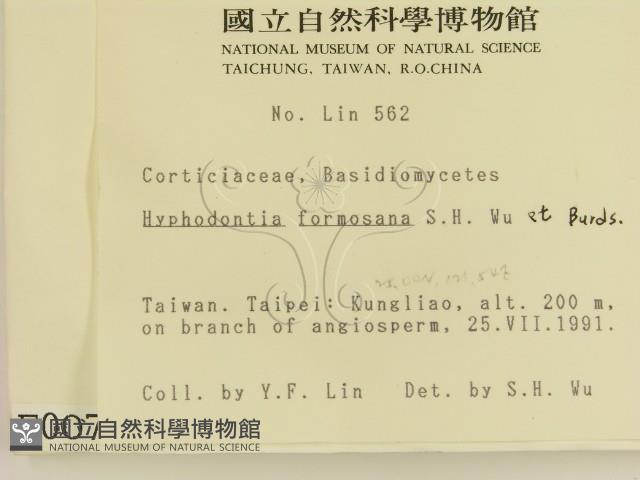 國立自然科學博物館
NATIONAL MUSEUM OF NATURAL SCIENCE
TAICHUNG, TAIWAN, R.O.CHINA
No. Lin 562
Corticiaceae, Basidiomycetes
Hyphodontia formosana S.H. Wu et Burds.
Taiwan. Taipei: Kungliao, alt. 200 m,
on branch of angiosperm, 25.VII.1991.
Coll. by Y.F. Lin Det. by S.H. Wu
國立自然科學博物館
NATIONAL MUSEUM OF NATURAL SCIENCE